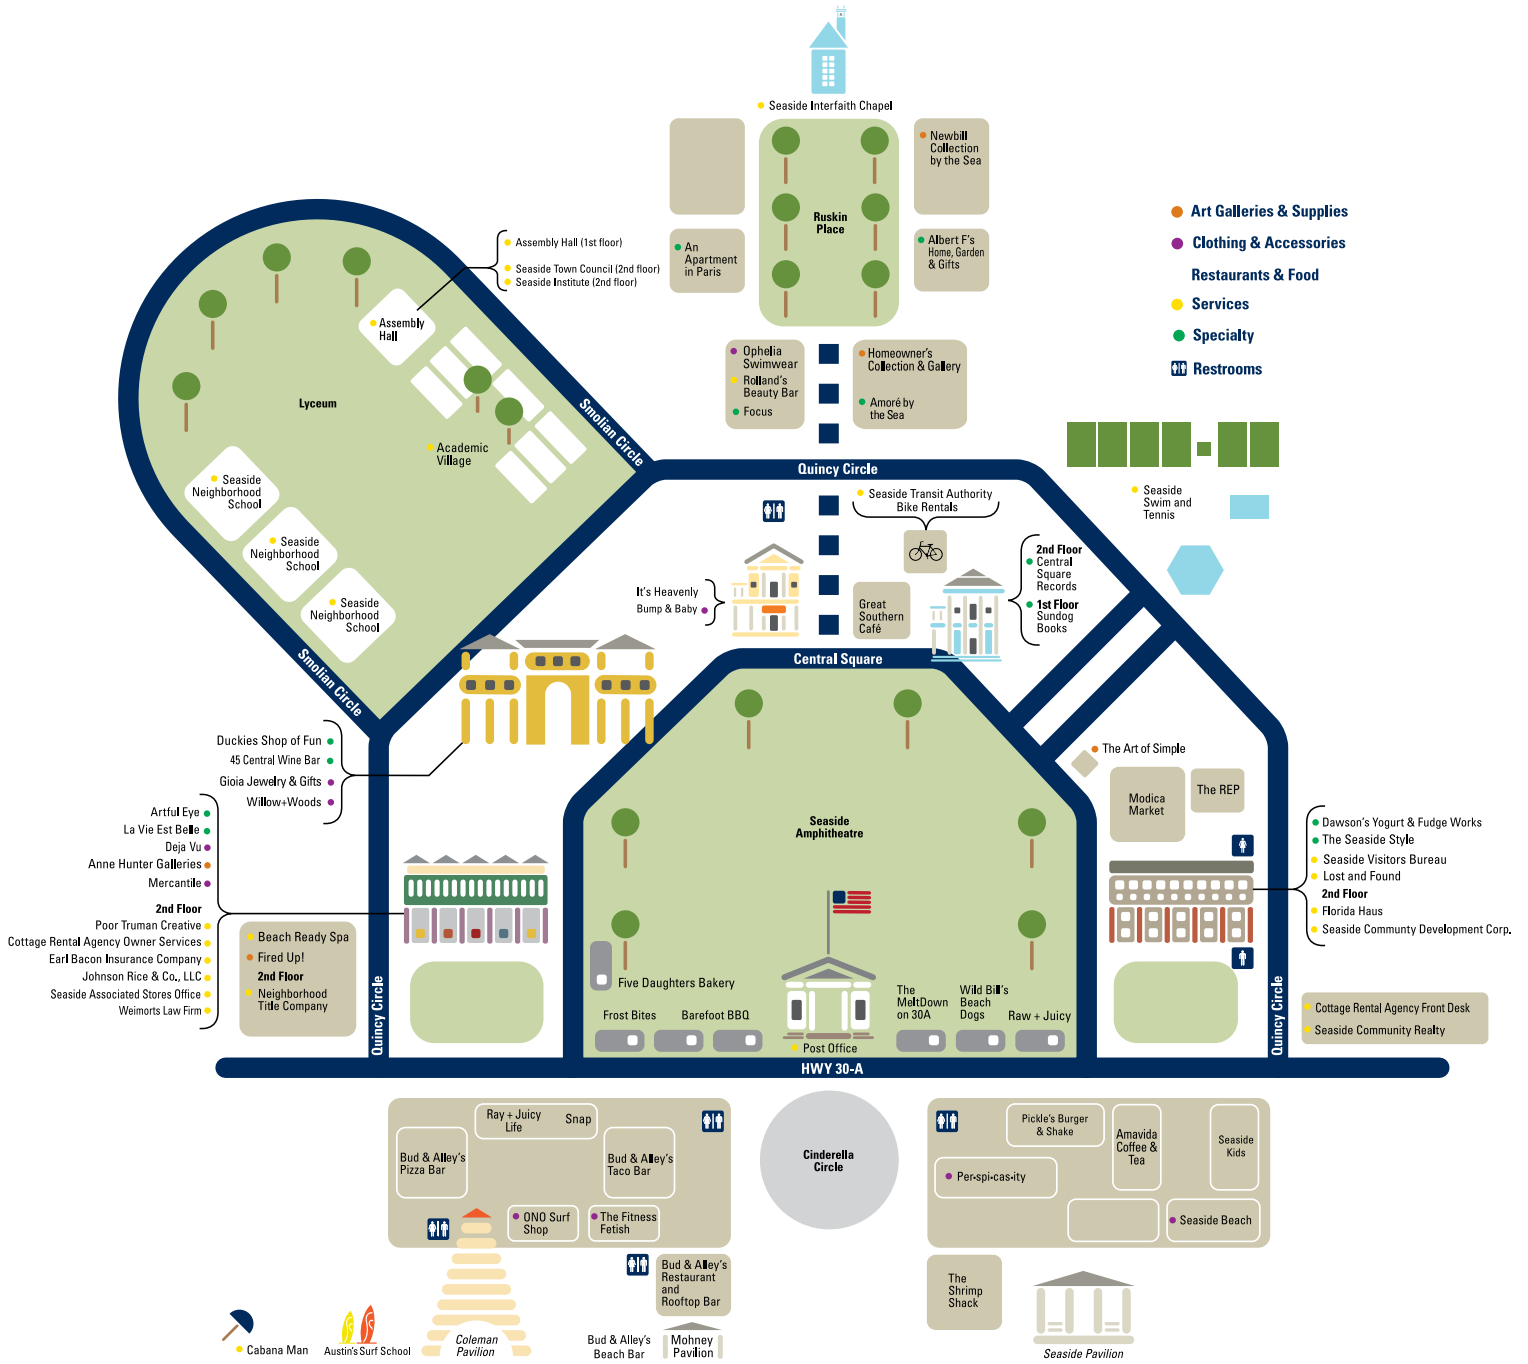 Seaside Interfaith Chapel
Newbill
Collection
by the Sea
Ruskin
Place
An
Apartment
in Paris
Albert F's
Home, Garden
& Gifts
Art Galleries & Supplies
Clothing & Accessories
Restaurants & Food
Services
Specialty
Restrooms
Assembly Hall (1st floor)
Seaside Town Council (2nd floor)
Seaside Institute (2nd floor)
Assembly
Hall
Lyceum
Smolian Circle
Academic
Village
Seaside
Neighborhood
School
Seaside
Neighborhood
School
Seaside
Neighborhood
School
Smolian Circle
Ophelia
Swimwear
Rolland's
Beauty Bar
Focus
Homeowner's
Collection & Gallery
Amoré by
the Sea
Quincy Circle
Seaside
Swim and
Tennis
Seaside Transit Authority
Bike Rentals
2nd Floor
Central
Square
Records
1st Floor
Sundog
Books
It's Heavenly
Bump & Baby
Great
Southern
Café
Central Square
Duckies Shop of Fun
45 Central Wine Bar
Gioia Jewelry & Gifts
Willow+Woods
The Art of Simple
Modica
Market
The REP
Artful Eye
La Vie Est Belle
Deja Vu
Anne Hunter Galleries
Mercantile
2nd Floor
Poor Truman Creative
Cottage Rental Agency Owner Services
Earl Bacon Insurance Company
Johnson Rice & Co., LLC
Seaside Associated Stores Office
Weimorts Law Firm
Beach Ready Spa
Fired Up!
2nd Floor
Neighborhood
Title Company
Quincy Circle
Seaside
Amphitheatre
Dawson's Yogurt & Fudge Works
The Seaside Style
Seaside Visitors Bureau
Lost and Found
2nd Floor
Florida Haus
Seaside Communty Development Corp.
Five Daughters Bakery
Frost Bites
Barefoot BBQ
The
MeltDown
on 30A
Wild Bill's
Beach
Dogs
Raw + Juicy
Post Office
Quincy Circle
Cottage Rental Agency Front Desk
Seaside Community Realty
HWY 30-A
Ray + Juicy
Life
Snap
Bud & Alley's
Pizza Bar
Bud & Alley's
Taco Bar
ONO Surf
Shop
The Fitness
Fetish
Cinderella
Circle
Pickle's Burger
& Shake
Amavida
Coffee &
Tea
Seaside
Kids
Per•spi•cas•ity
Seaside Beach
Bud & Alley's
Restaurant
and
Rooftop Bar
The
Shrimp
Shack
Cabana Man
Austin's Surf School
Coleman
Pavilion
Bud & Alley's
Beach Bar
Mohney
Pavilion
Seaside Pavilion